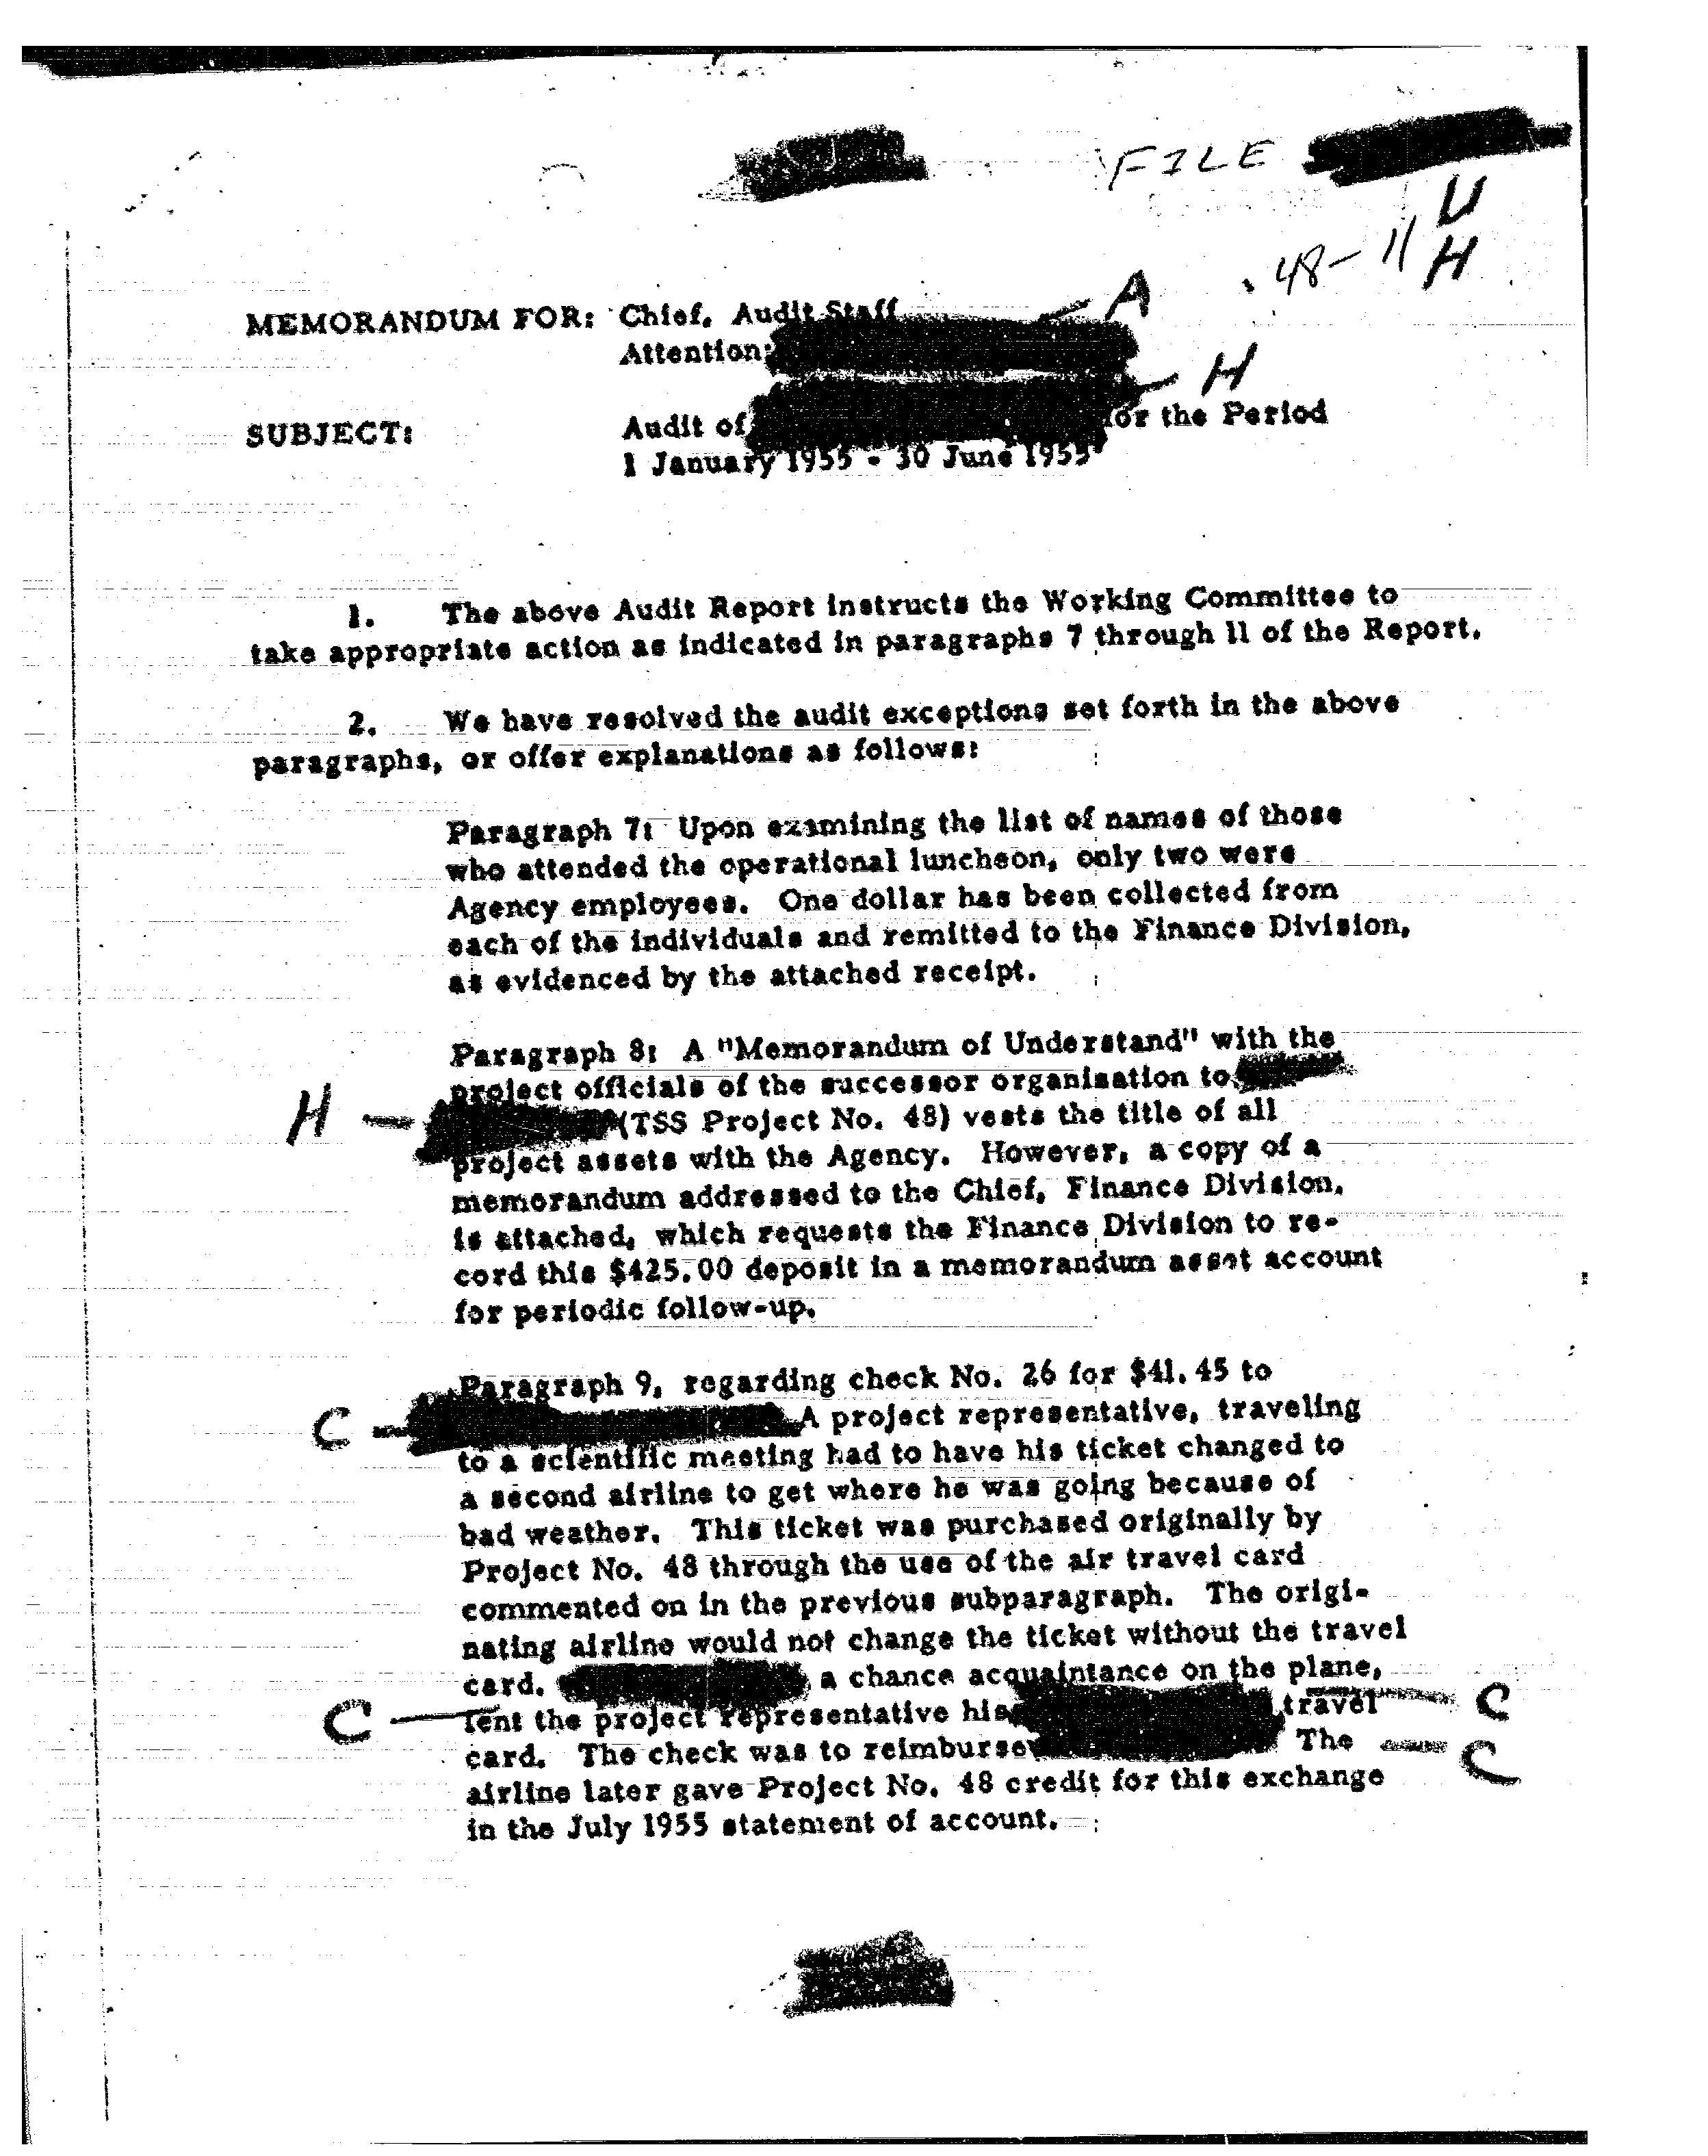 FILE
U
48-11 H
A
MEMORANDUM FOR: Chief, Audit Staff
Attention:
H
SUBJECT: Audit of for the Period
1 January 1955 - 30 June 1955
1. The above Audit Report instructs the Working Committee to
take appropriate action as indicated in paragraphs 7 through 11 of the Report.
2. We have resolved the audit exceptions set forth in the above
paragraphs, or offer explanations as follows:
Paragraph 7: Upon examining the list of names of those
who attended the operational luncheon, only two were
Agency employees. One dollar has been collected from
each of the individuals and remitted to the Finance Division,
as evidenced by the attached receipt.
Paragraph 8: A "Memorandum of Understand" with the
project officials of the successor organisation to
H (TSS Project No. 48) vests the title of all
project assets with the Agency. However, a copy of a
memorandum addressed to the Chief, Finance Division,
is attached, which requests the Finance Division to re-
cord this $425.00 deposit in a memorandum asset account
for periodic follow-up.
Paragraph 9, regarding check No. 26 for $41.45 to
C A project representative, traveling
to a scientific meeting had to have his ticket changed to
a second airline to get where he was going because of
bad weather. This ticket was purchased originally by
Project No. 48 through the use of the air travel card
commented on in the previous subparagraph. The origi-
nating airline would not change the ticket without the travel
card. a chance acquaintance on the plane,
C lent the project representative his travel C
card. The check was to reimburse The C
airline later gave Project No. 48 credit for this exchange
in the July 1955 statement of account.